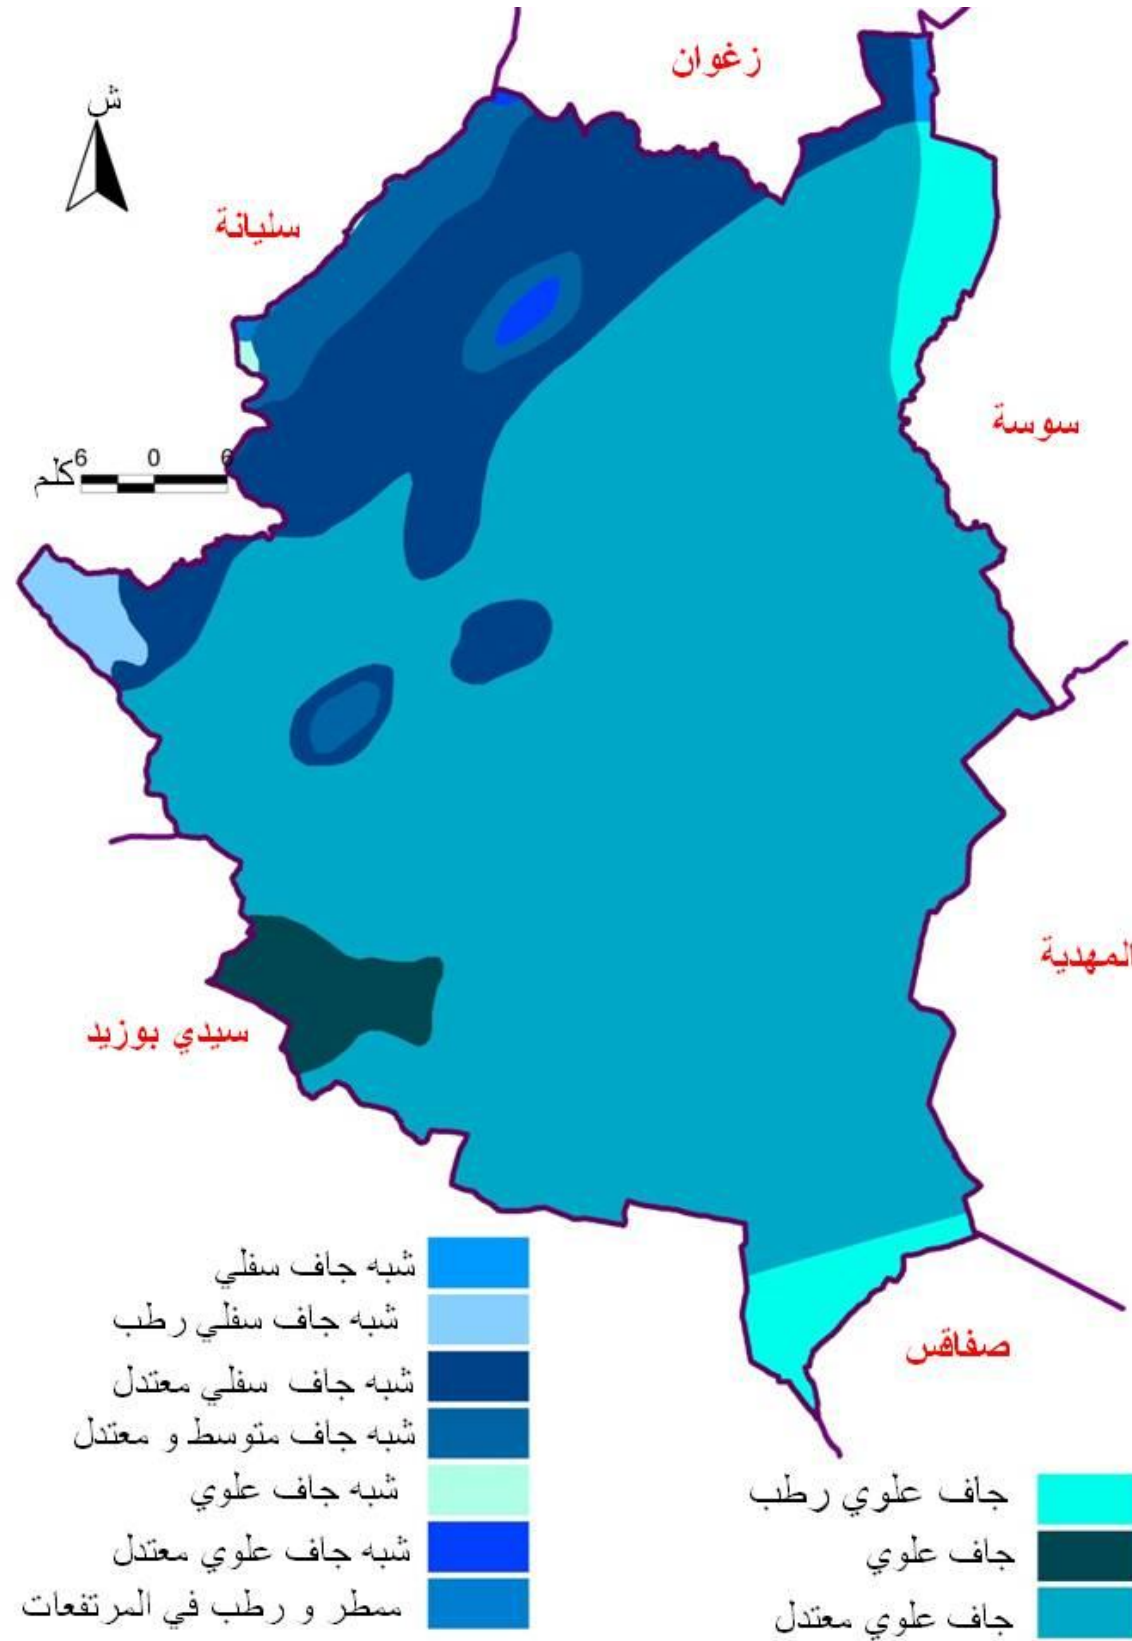 زغوان
ش
سليانة
سوسة
6 0 6
كلم
المهدية
سيدي بوزيد
صفاقس
شبه جاف سفلي
شبه جاف سفلي رطب
شبه جاف سفلي معتدل
شبه جاف متوسط و معتدل
شبه جاف علوي
شبه جاف علوي معتدل
ممطر و رطب في المرتفعات
جاف علوي رطب
جاف علوي
جاف علوي معتدل